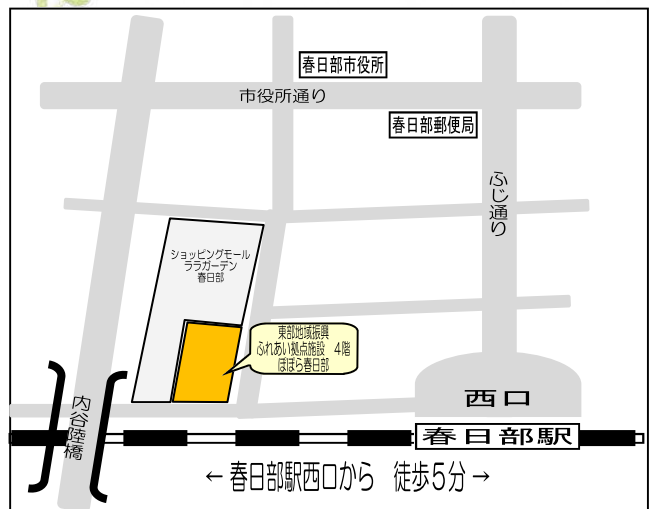 春日部市役所
市役所通り
春日部郵便局
ふじ通り
ショッピングモール
ララガーデン
春日部
東部地域振興
ふれあい拠点施設 4階
ぽぽら春日部
内谷陸橋
西口
春日部駅
← 春日部駅西口から 徒歩5分 →